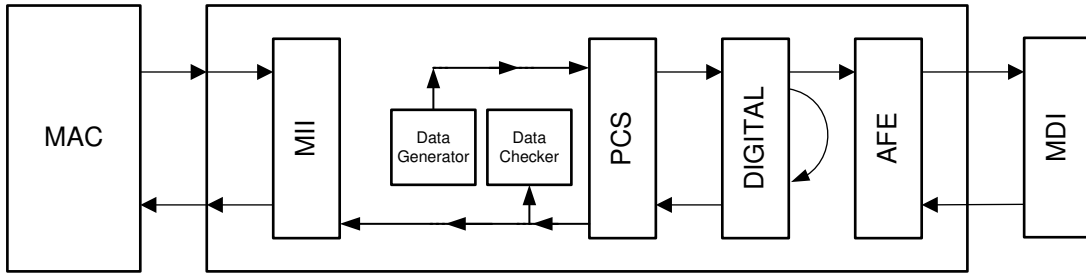 MAC
MII
Data
Generator
Data
Checker
PCS
DIGITAL
AFE
MDI